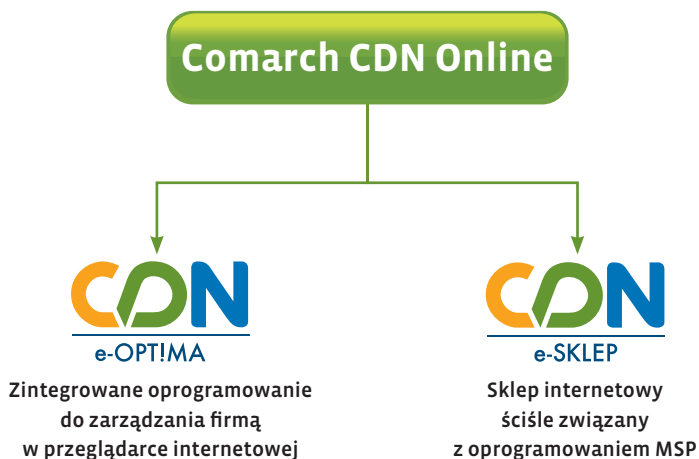 Comarch CDN Online
CDN
e-OPT!MA
Zintegrowane oprogramowanie
do zarządzania firmą
w przeglądarce internetowej
CDN
e-SKLEP
Sklep internetowy
ściśle związany
z oprogramowaniem MSP